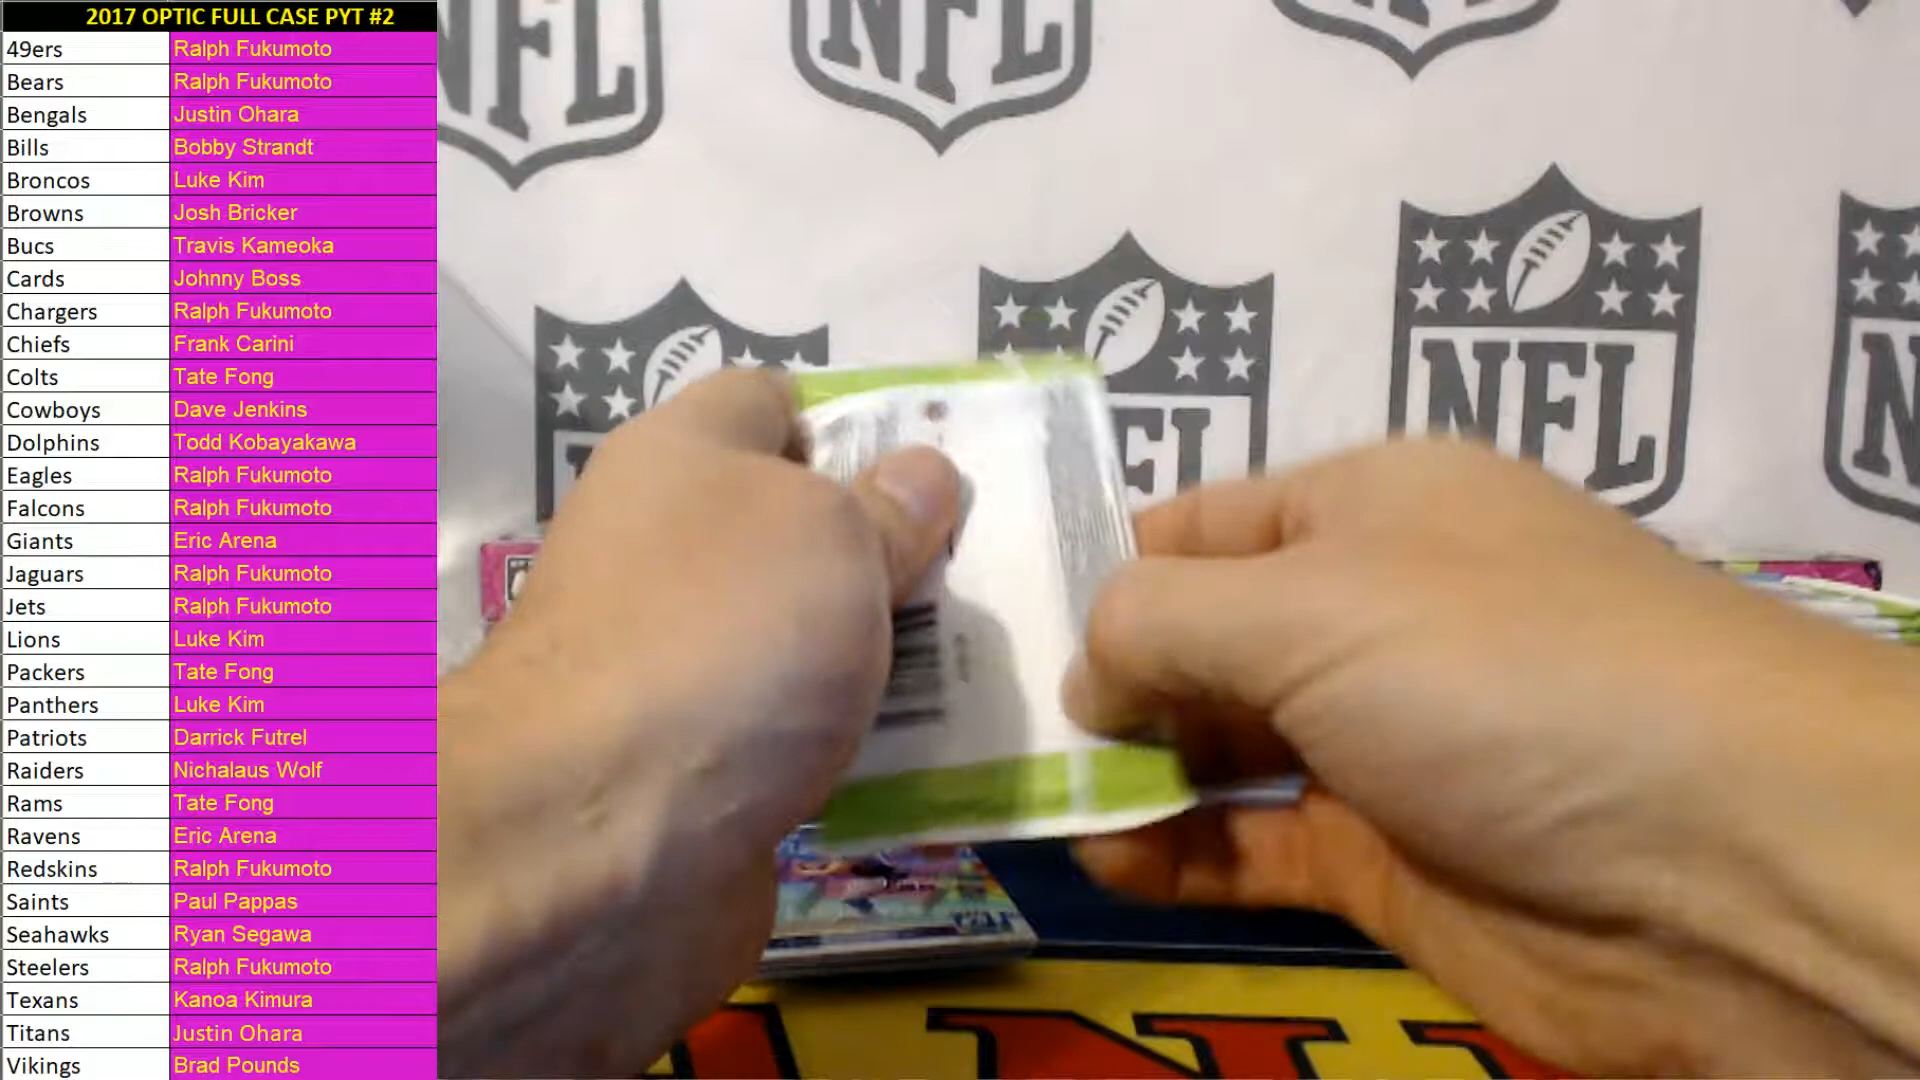 2017 OPTIC FULL CASE PYT #2
49ers Ralph Fukumoto
Bears Ralph Fukumoto
Bengals Justin Ohara
Bills Bobby Strandt
Broncos Luke Kim
Browns Josh Bricker
Bucs Travis Kameoka
Cards Johnny Boss
Chargers Ralph Fukumoto
Chiefs Frank Carini
Colts Tate Fong
Cowboys Dave Jenkins
Dolphins Todd Kobayakawa
Eagles Ralph Fukumoto
Falcons Ralph Fukumoto
Giants Eric Arena
Jaguars Ralph Fukumoto
Jets Ralph Fukumoto
Lions Luke Kim
Packers Tate Fong
Panthers Luke Kim
Patriots Darrick Futrel
Raiders Nichalaus Wolf
Rams Tate Fong
Ravens Eric Arena
Redskins Ralph Fukumoto
Saints Paul Pappas
Seahawks Ryan Segawa
Steelers Ralph Fukumoto
Texans Kanoa Kimura
Titans Justin Ohara
Vikings Brad Pounds
NFL
NFL
NFL
NFL
NFL